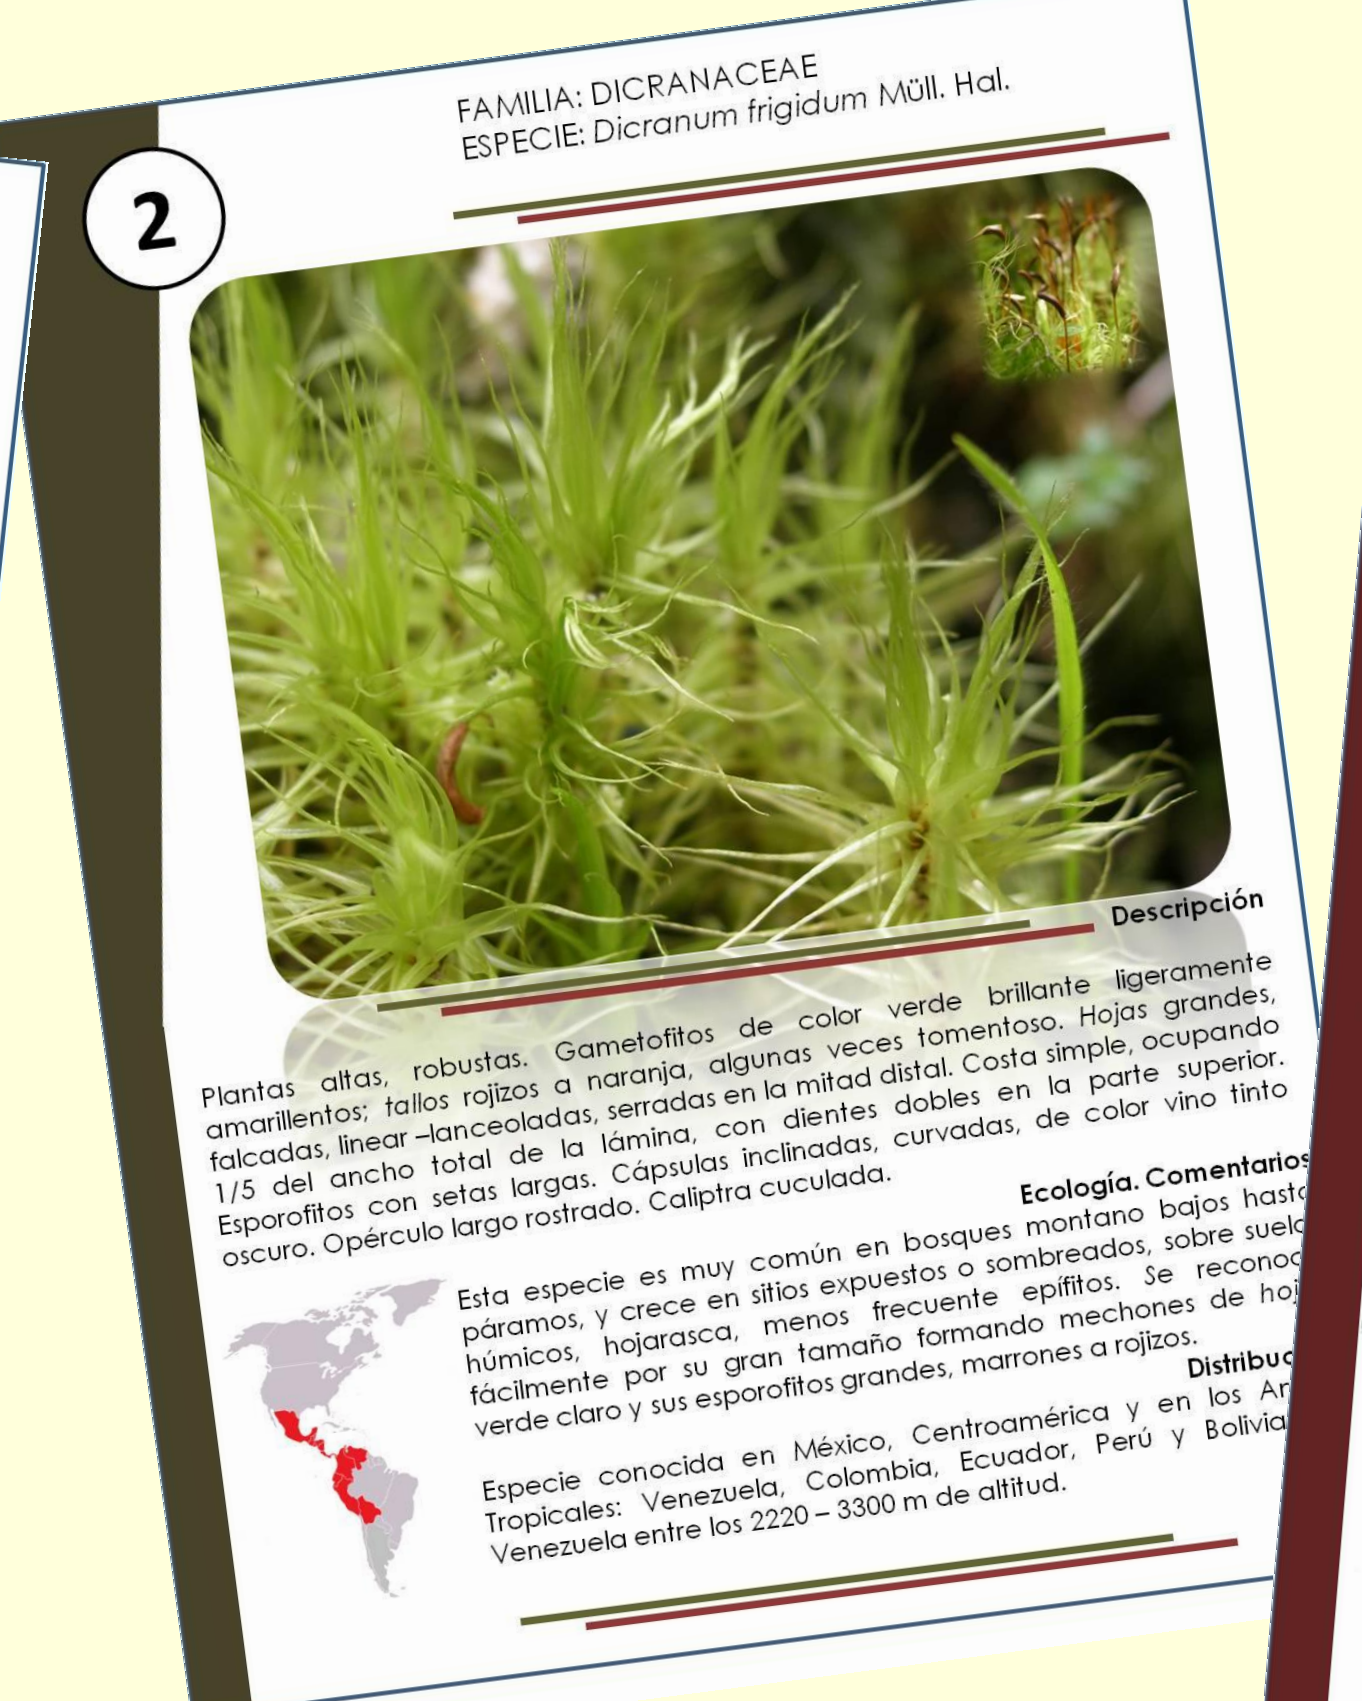 FAMILIA: DICRANACEAE
ESPECIE: Dicranum frigidum Müll. Hal.
2
Descripción
Plantas altas, robustas. Gametofitos de color verde brillante ligeramente
amarillentos; tallos rojizos a naranja, algunas veces tomentoso. Hojas grandes,
falcadas, linear –lanceoladas, serradas en la mitad distal. Costa simple, ocupando
1/5 del ancho total de la lámina, con dientes dobles en la parte superior.
Esporofitos con setas largas. Cápsulas inclinadas, curvadas, de color vino tinto
oscuro. Opérculo largo rostrado. Caliptra cuculada.
Ecología. Comentarios
Esta especie es muy común en bosques montano bajos hasta
páramos, y crece en sitios expuestos o sombreados, sobre suelo
húmicos, hojarasca, menos frecuente epífitos. Se reconoc
fácilmente por su gran tamaño formando mechones de hoj
verde claro y sus esporofitos grandes, marrones a rojizos.
Distribuc
Especie conocida en México, Centroamérica y en los An
Tropicales: Venezuela, Colombia, Ecuador, Perú y Bolivia
Venezuela entre los 2220 – 3300 m de altitud.